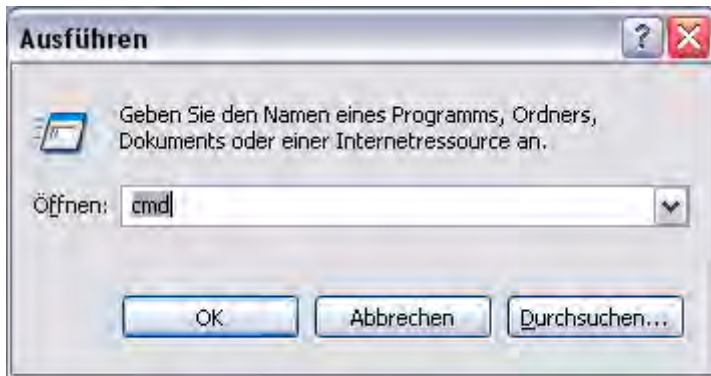 Ausführen
Geben Sie den Namen eines Programms, Ordners,
Dokuments oder einer Internetressource an.
Öffnen: cmd
OK Abbrechen Durchsuchen...